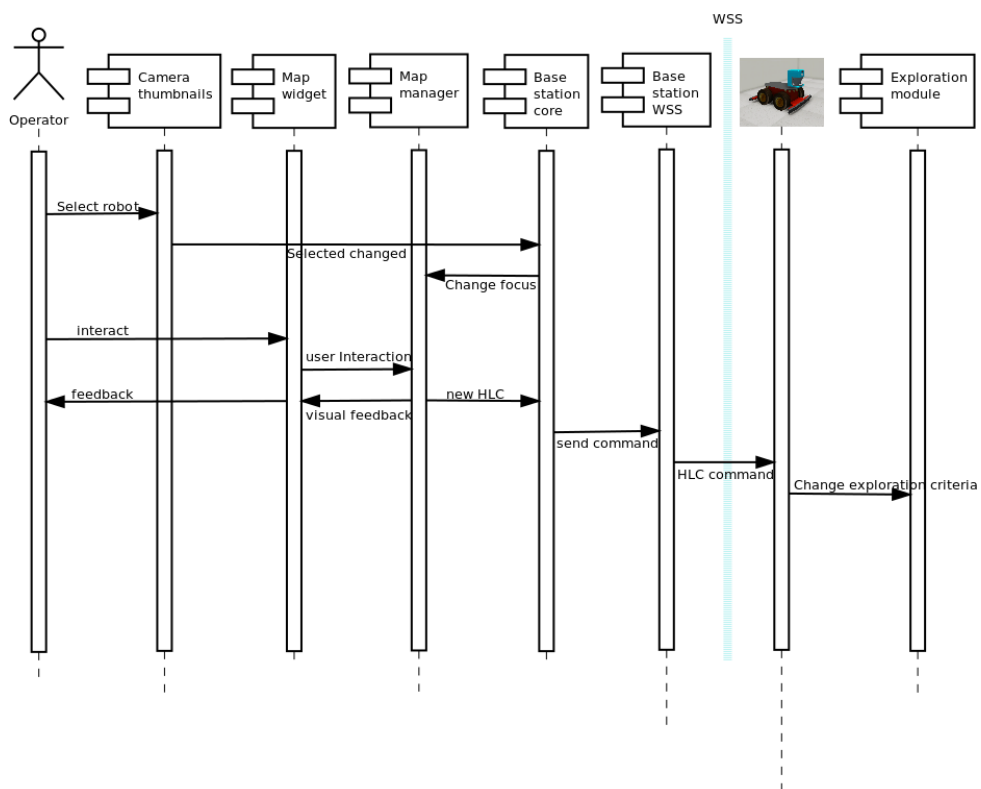 WSS
Operator
Camera
thumbnails
Map
widget
Map
manager
Base
station
core
Base
station
WSS
Exploration
module
Select robot
Selected changed
Change focus
interact
user Interaction
feedback
new HLC
visual feedback
send command
HLC command
Change exploration criteria